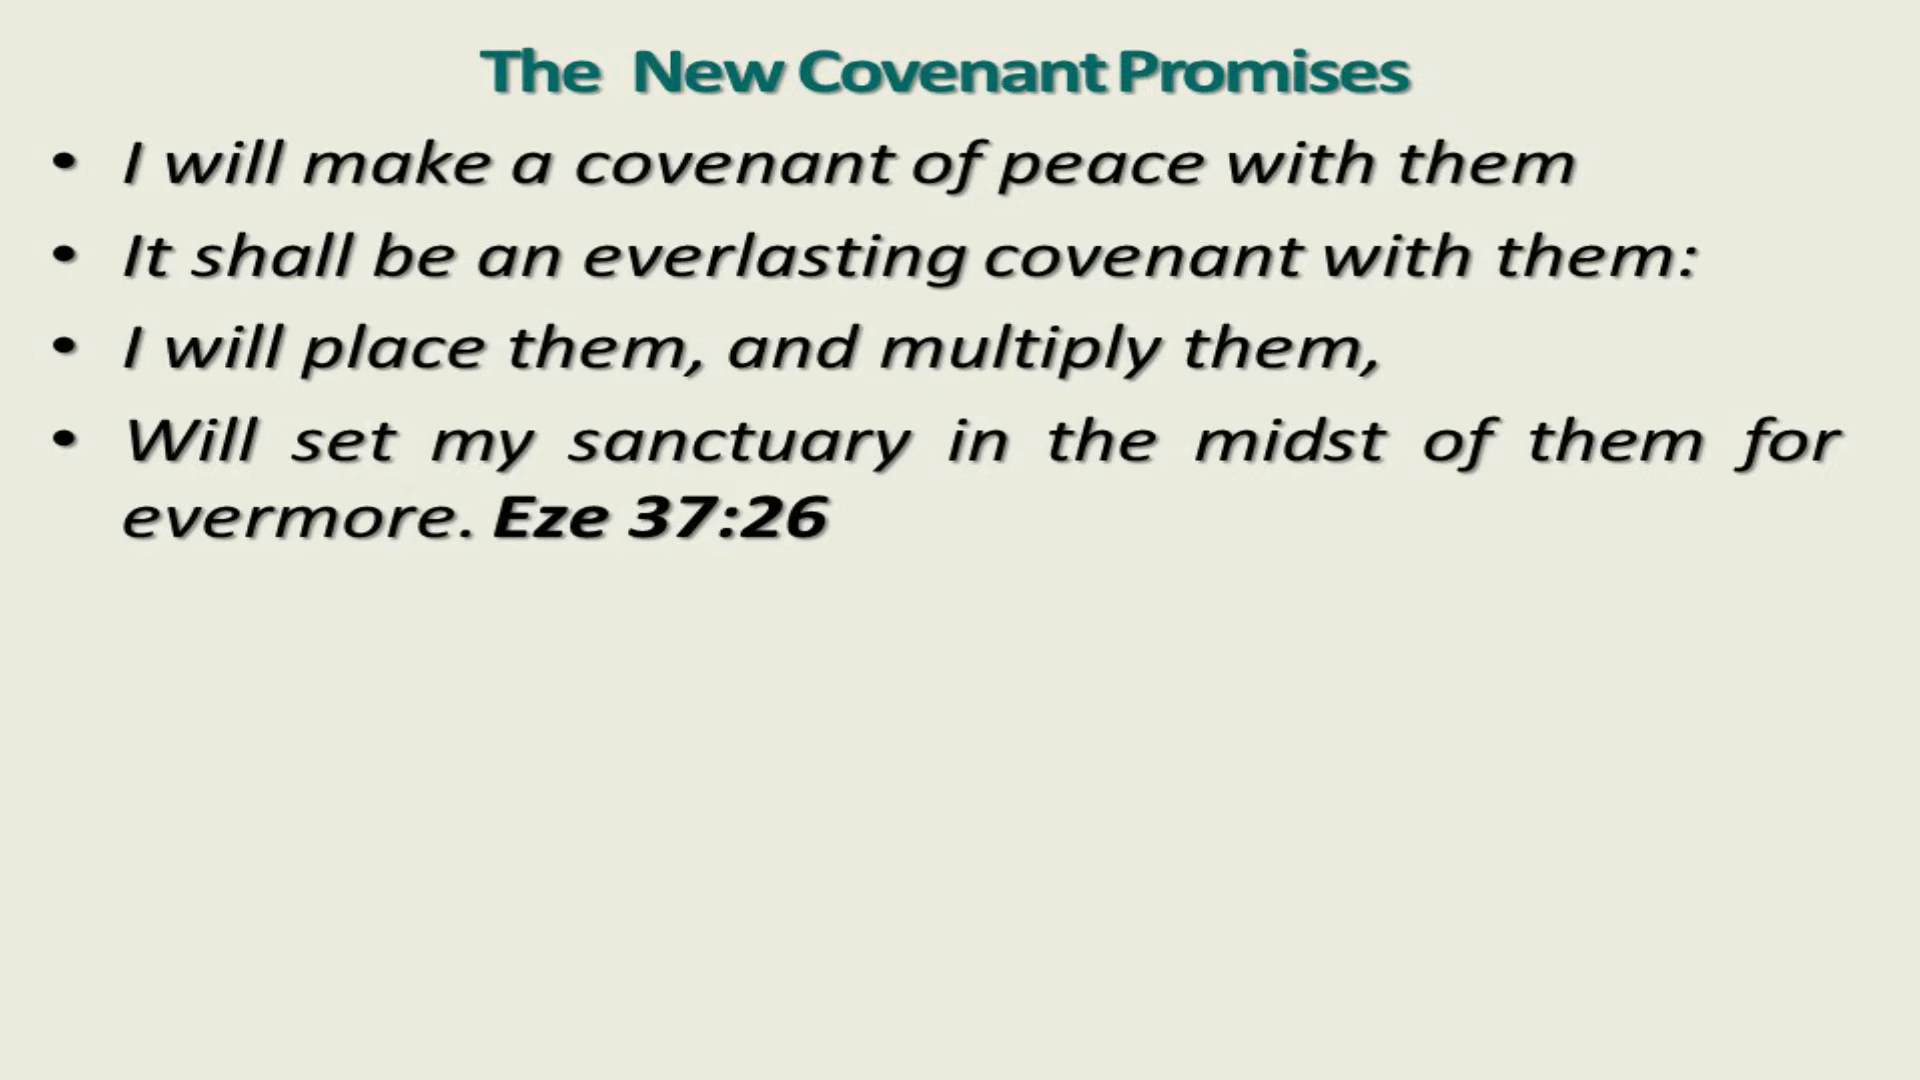 The New Covenant Promises
• I will make a covenant of peace with them
• It shall be an everlasting covenant with them:
• I will place them, and multiply them,
• Will set my sanctuary in the midst of them for
evermore. Eze 37:26